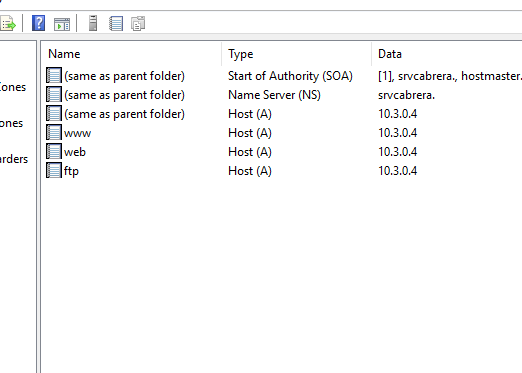 Name Type Data
(same as parent folder) Start of Authority (SOA) [1], srvcabrera., hostmaster.
(same as parent folder) Name Server (NS) srvcabrera.
(same as parent folder) Host (A) 10.3.0.4
www Host (A) 10.3.0.4
web Host (A) 10.3.0.4
ftp Host (A) 10.3.0.4
ones
ones
arders